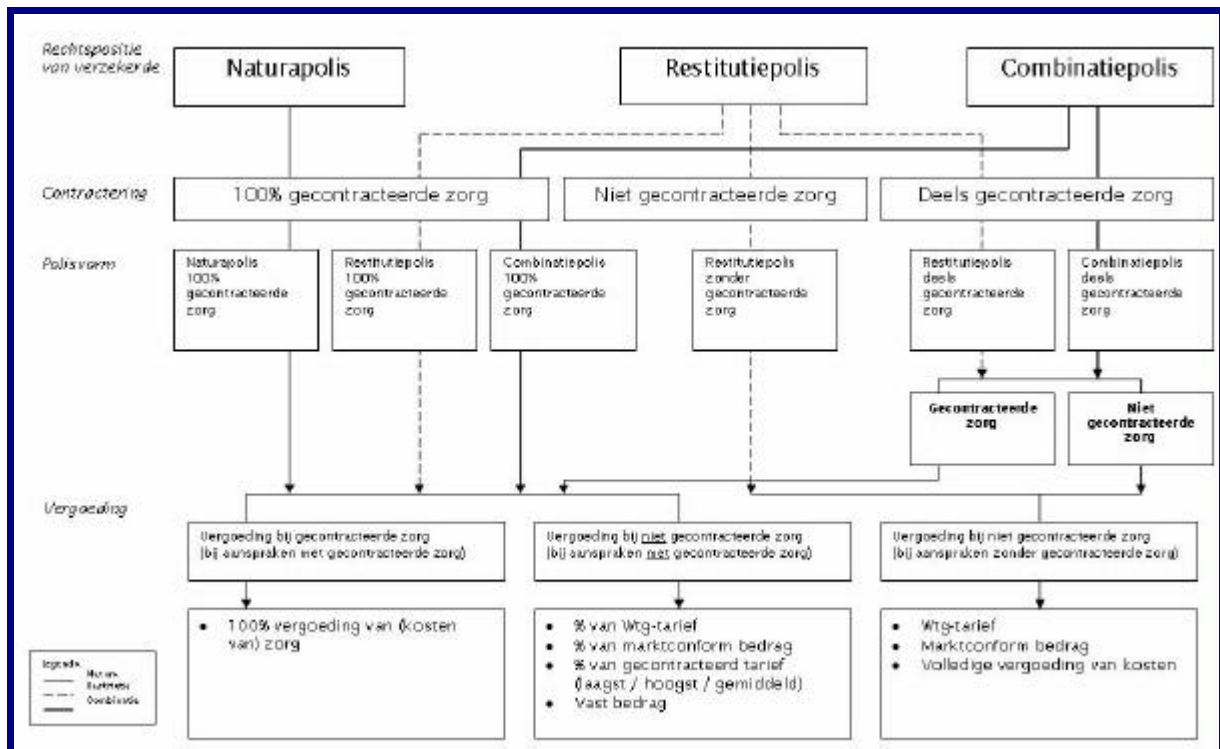 Rechtspositie
van verzekerde
Naturapolis
Restitutiepolis
Combinatiepolis
Contractering
100% gecontracteerde zorg
Niet gecontracteerde zorg
Deels gecontracteerde zorg
Polisvorm
Naturapolis
100%
gecontracteerde
zorg
Restitutiepolis
100%
gecontracteerde
zorg
Combinatiepolis
100%
gecontracteerde
zorg
Restitutiepolis
zonder
gecontracteerde
zorg
Restitutiepolis
deels
gecontracteerde
zorg
Combinatiepolis
deels
gecontracteerde
zorg
Gecontracteerde
zorg
Niet
gecontracteerde
zorg
Vergoeding
Vergoeding bij gecontracteerde zorg
(bij aanspraken met gecontracteerde zorg)
Vergoeding bij niet gecontracteerde zorg
(bij aanspraken met gecontracteerde zorg)
Vergoeding bij niet gecontracteerde zorg
(bij aanspraken zonder gecontracteerde zorg)
• 100% vergoeding van (kosten
van) zorg
• % van Wtg-tarief
• % van marktconform bedrag
• % van gecontracteerd tarief
(laagst / hoogst / gemiddeld)
• Vast bedrag
• Wtg-tarief
• Marktconform bedrag
• Volledige vergoeding van kosten
legenda
Natura
Restitutie
Combinatie